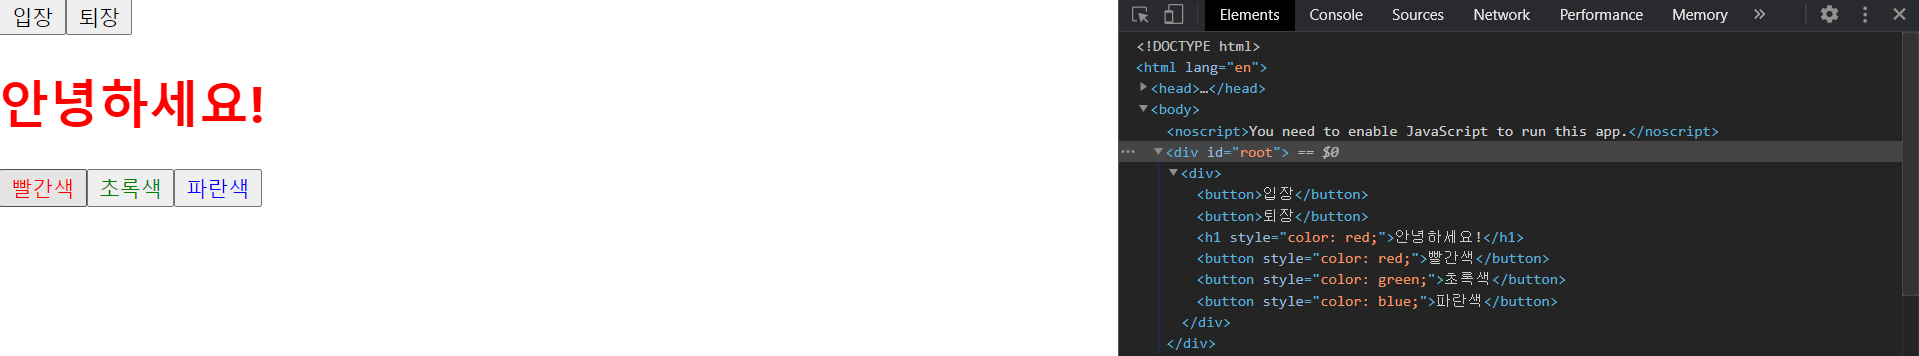 입장 퇴장
안녕하세요!
빨간색 초록색 파란색
Elements Console Sources Network Performance Memory »
<!DOCTYPE html>
<html lang="en">
<head>…</head>
<body>
<noscript>You need to enable JavaScript to run this app.</noscript>
<div id="root"> == $0
<div>
<button>입장</button>
<button>퇴장</button>
<h1 style="color: red;">안녕하세요!</h1>
<button style="color: red;">빨간색</button>
<button style="color: green;">초록색</button>
<button style="color: blue;">파란색</button>
</div>
</div>